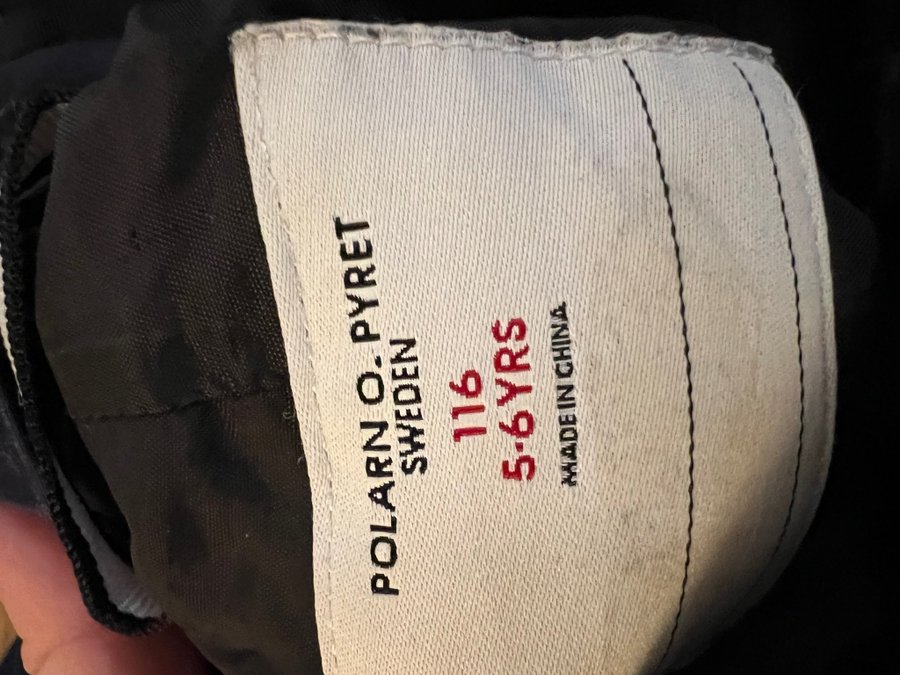 POLARN O. PYRET
SWEDEN
116
5-6YRS
MADE IN CHINA